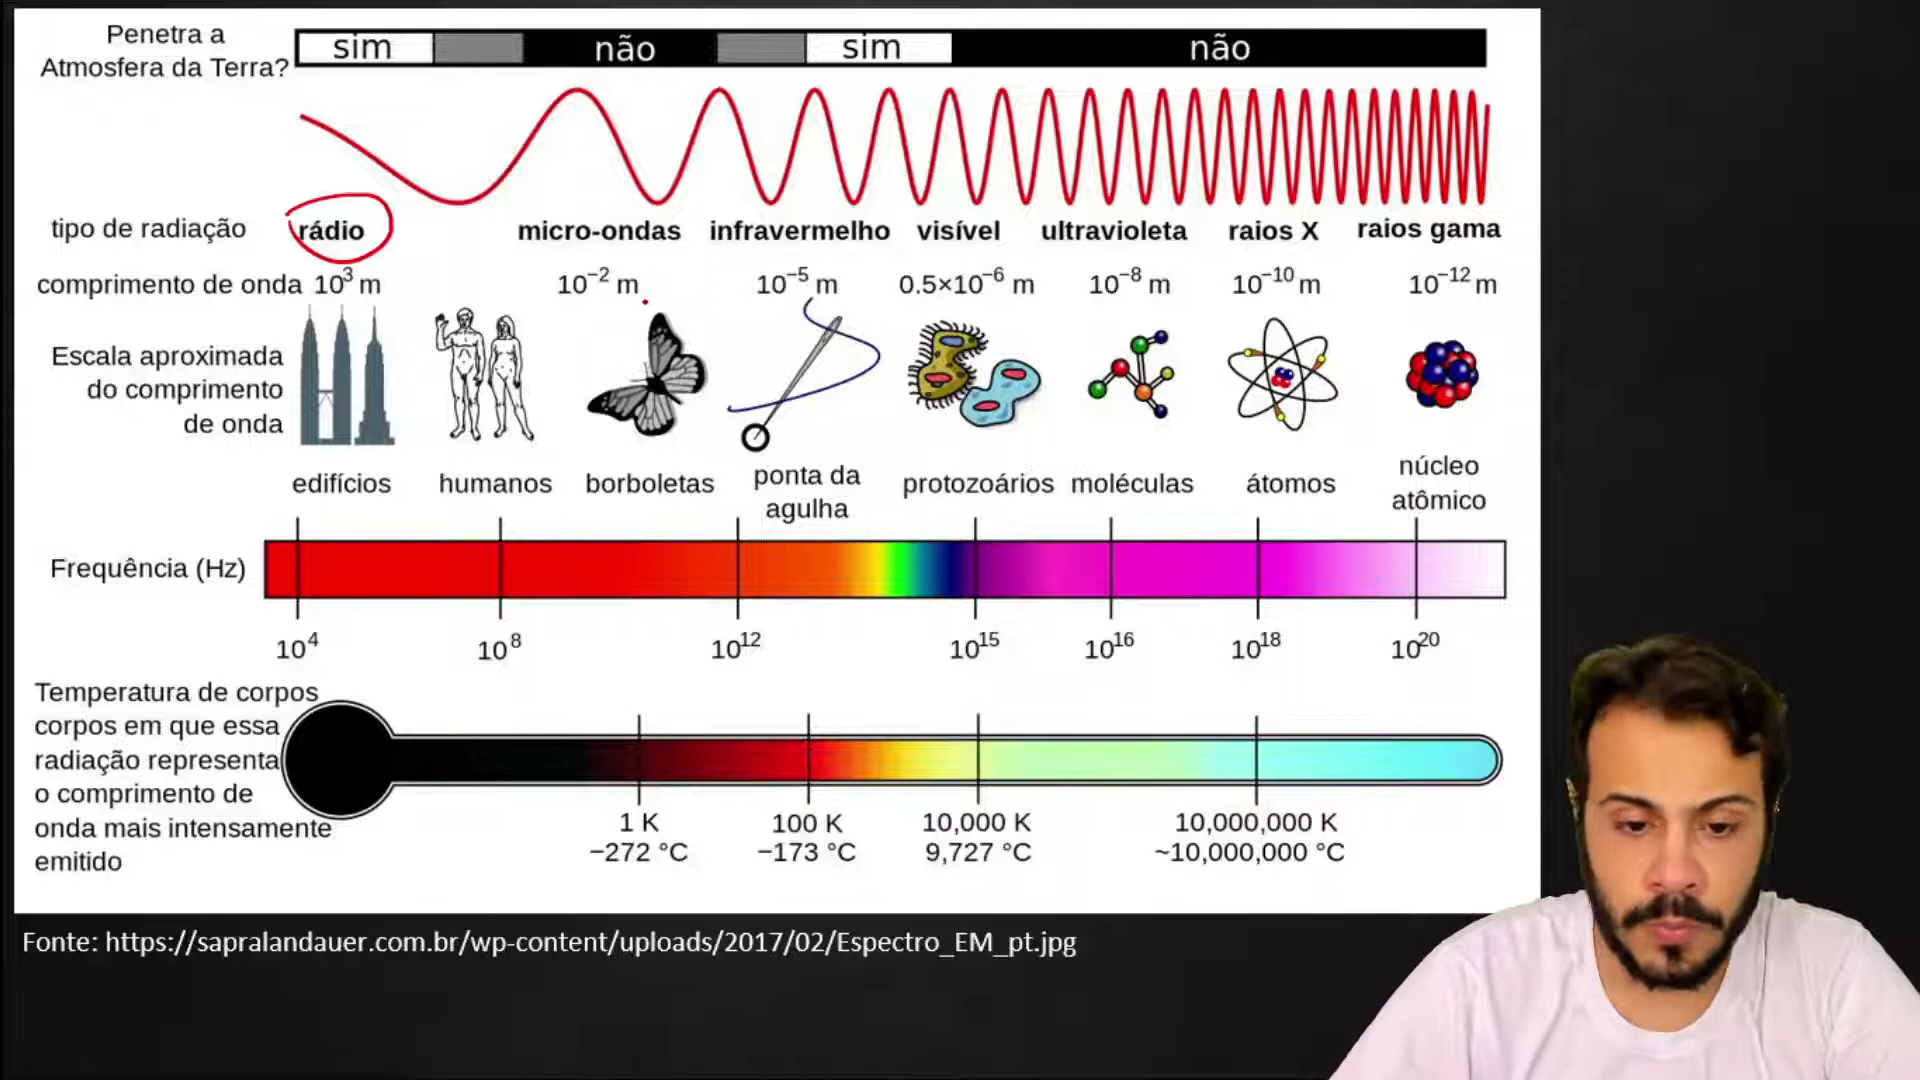 Penetra a
Atmosfera da Terra?
sim não sim não
tipo de radiação rádio micro-ondas infravermelho visível ultravioleta raios X raios gama
comprimento de onda 10³ m 10⁻² m 10⁻⁵ m 0.5×10⁻⁶ m 10⁻⁸ m 10⁻¹⁰ m 10⁻¹² m
Escala aproximada
do comprimento
de onda
edifícios humanos borboletas ponta da agulha protozoários moléculas átomos núcleo atômico
Frequência (Hz)
10⁴ 10⁸ 10¹² 10¹⁵ 10¹⁶ 10¹⁸ 10²⁰
Temperatura de corpos
corpos em que essa
radiação representa
o comprimento de
onda mais intensamente
emitido
1 K 100 K 10,000 K 10,000,000 K
−272 °C −173 °C 9,727 °C ~10,000,000 °C
Fonte: https://sapralandauer.com.br/wp-content/uploads/2017/02/Espectro_EM_pt.jpg